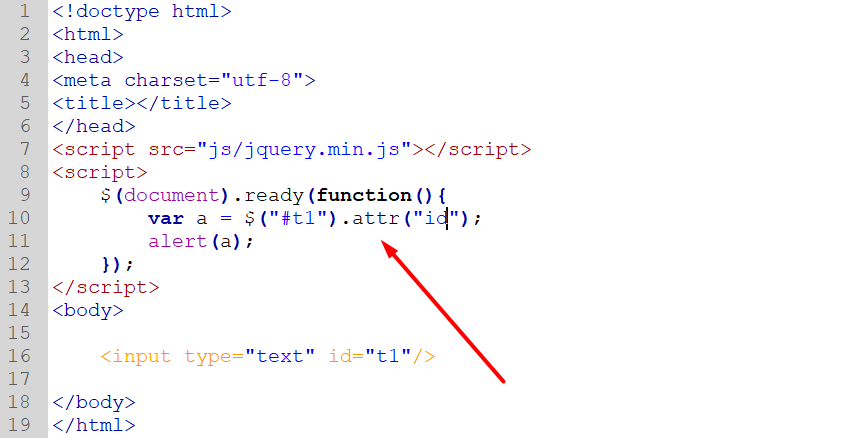 1 <!doctype html>
2 <html>
3 <head>
4 <meta charset="utf-8">
5 <title></title>
6 </head>
7 <script src="js/jquery.min.js"></script>
8 <script>
9     $(document).ready(function(){
10         var a = $("#t1").attr("id");
11         alert(a);
12     });
13 </script>
14 <body>
15
16     <input type="text" id="t1"/>
17
18 </body>
19 </html>